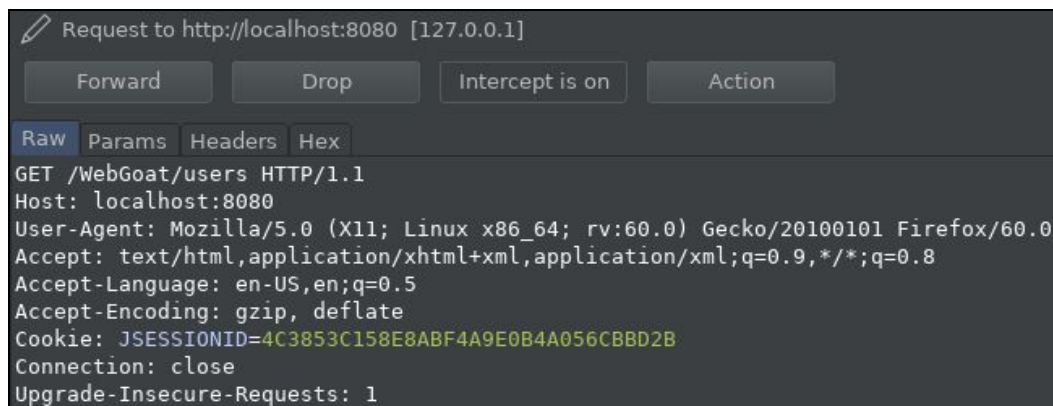 Request to http://localhost:8080 [127.0.0.1]
Forward Drop Intercept is on Action
Raw Params Headers Hex
GET /WebGoat/users HTTP/1.1
Host: localhost:8080
User-Agent: Mozilla/5.0 (X11; Linux x86_64; rv:60.0) Gecko/20100101 Firefox/60.0
Accept: text/html,application/xhtml+xml,application/xml;q=0.9,*/*;q=0.8
Accept-Language: en-US,en;q=0.5
Accept-Encoding: gzip, deflate
Cookie: JSESSIONID=4C3853C158E8ABF4A9E0B4A056CBBD2B
Connection: close
Upgrade-Insecure-Requests: 1